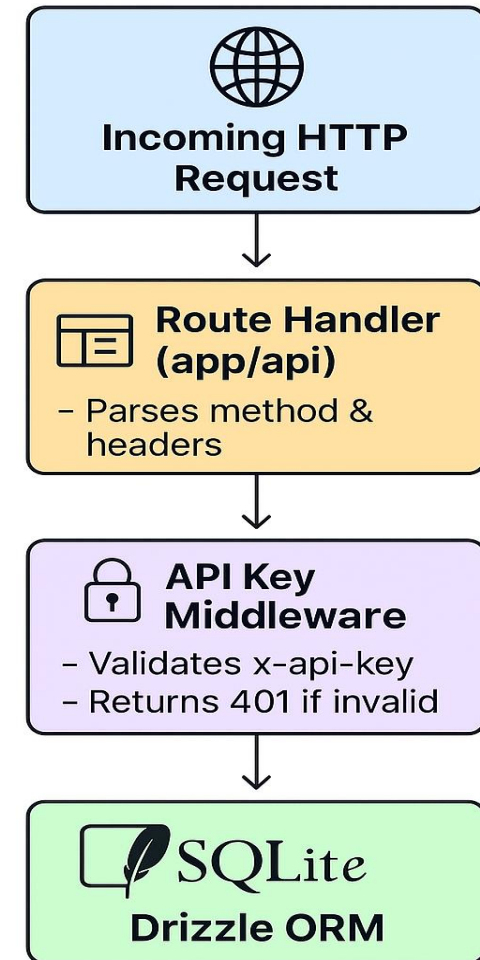 Incoming HTTP
Request
Route Handler
(app/api)
– Parses method &
headers
API Key
Middleware
– Validates x-api-key
– Returns 401 if invalid
SQLite
Drizzle ORM